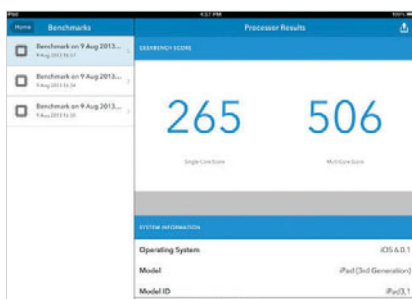 iPad 4:57 PM 100%
Home Benchmarks Processor Results
GEEKBENCH SCORE
Benchmark on 9 Aug 2013...
Benchmark on 9 Aug 2013...
Benchmark on 9 Aug 2013...
265 506
Single-Core Score Multi-Core Score
SYSTEM INFORMATION
Operating System iOS 6.0.1
Model iPad (3rd Generation)
Model ID iPad3,1